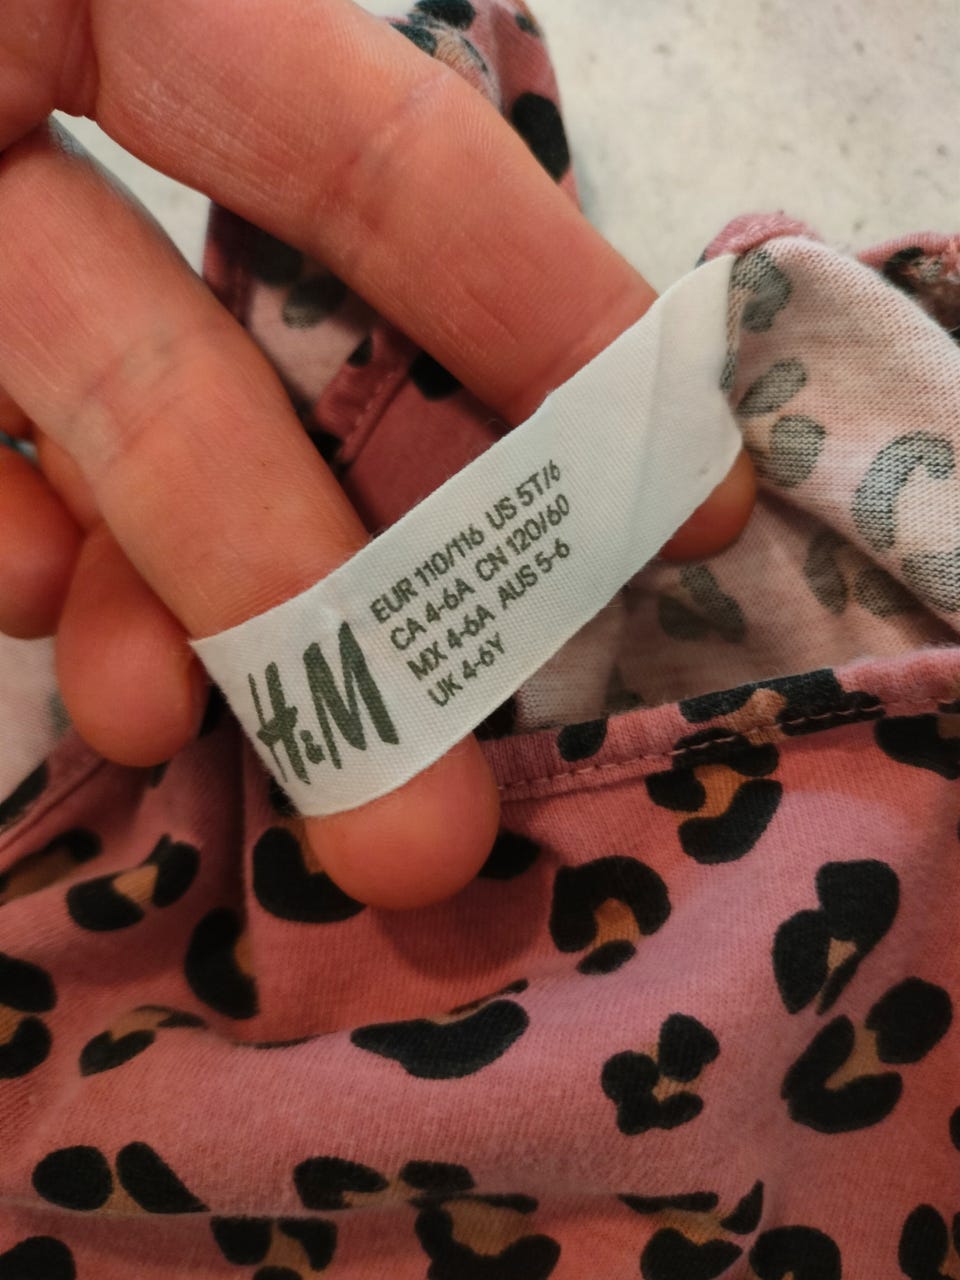 H&M
EUR 110/116 US 5T/6
CA 4-6A CN 120/60
MX 4-6A AUS 5-6
UK 4-6Y